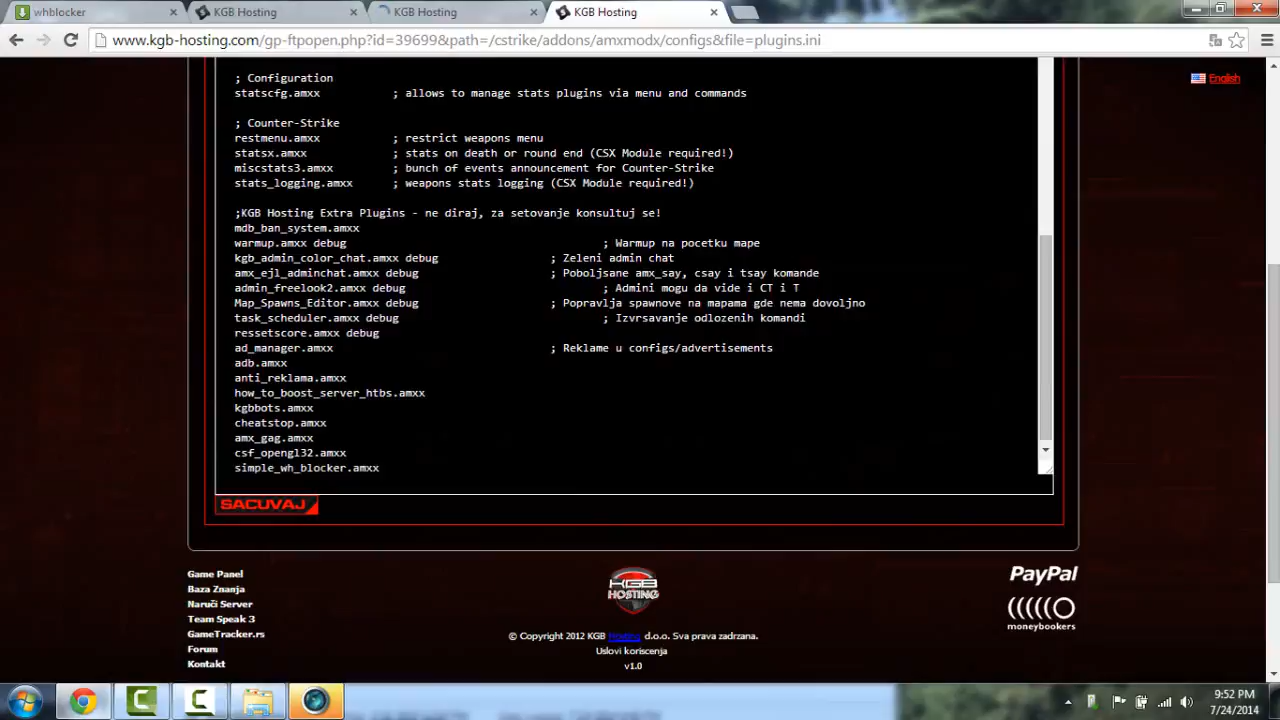 whblocker
KGB Hosting
KGB Hosting
KGB Hosting
www.kgb-hosting.com/gp-ftpopen.php?id=39699&path=/cstrike/addons/amxmodx/configs&file=plugins.ini
English
; Configuration
statscfg.amxx ; allows to manage stats plugins via menu and commands
; Counter-Strike
restmenu.amxx ; restrict weapons menu
statsx.amxx ; stats on death or round end (CSX Module required!)
miscstats3.amxx ; bunch of events announcement for Counter-Strike
stats_logging.amxx ; weapons stats logging (CSX Module required!)
;KGB Hosting Extra Plugins - ne diraj, za setovanje konsultuj se!
mdb_ban_system.amxx
warmup.amxx debug ; Warmup na pocetku mape
kgb_admin_color_chat.amxx debug ; Zeleni admin chat
amx_ejl_adminchat.amxx debug ; Poboljsane amx_say, csay i tsay komande
admin_freelook2.amxx debug ; Admini mogu da vide i CT i T
Map_Spawns_Editor.amxx debug ; Popravlja spawnove na mapama gde nema dovoljno
task_scheduler.amxx debug ; Izvrsavanje odlozenih komandi
ressetscore.amxx debug
ad_manager.amxx ; Reklame u configs/advertisements
adb.amxx
anti_reklama.amxx
how_to_boost_server_htbs.amxx
kgbbots.amxx
cheatstop.amxx
amx_gag.amxx
csf_opengl32.amxx
simple_wh_blocker.amxx
SACUVAJ
Game Panel
Baza Znanja
Naruči Server
Team Speak 3
GameTracker.rs
Forum
Kontakt
KGB
HOSTING
© Copyright 2012 KGB Hosting d.o.o. Sva prava zadrzana.
Uslovi koriscenja
v1.0
PayPal
moneybookers
9:52 PM
7/24/2014